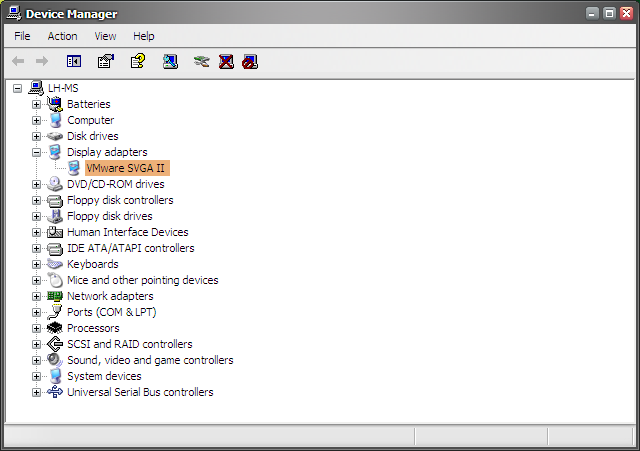 Device Manager
File Action View Help
LH-MS
Batteries
Computer
Disk drives
Display adapters
VMware SVGA II
DVD/CD-ROM drives
Floppy disk controllers
Floppy disk drives
Human Interface Devices
IDE ATA/ATAPI controllers
Keyboards
Mice and other pointing devices
Network adapters
Ports (COM & LPT)
Processors
SCSI and RAID controllers
Sound, video and game controllers
System devices
Universal Serial Bus controllers